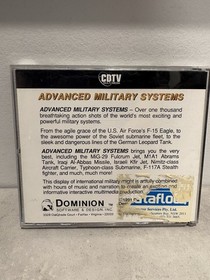 CDTV
ADVANCED MILITARY SYSTEMS
ADVANCED MILITARY SYSTEMS – Over one thousand
breathtaking action shots of the world's most exciting and
powerful military systems.
From the agile grace of the U.S. Air Force's F-15 Eagle, to
the awesome power of the Soviet submarine fleet, to the
sleek and dangerous lines of the German Leopard Tank.
ADVANCED MILITARY SYSTEMS brings you the very
best, including the MiG-29 Fulcrum Jet, M1A1 Abrams
Tank, Iraqi Al-Abbas Missile, Israeli Kfir Jet, Nimitz-class
Aircraft Carrier, Typhoon-class Submarine, F-117A Stealth
fighter, and much, much more!
This display of international military might is artfully combined
with hours of music and narration to create an exciting one
informative interactive multimedia production.
DOMINION
SOFTWARE & DESIGN, INC.
ataflow